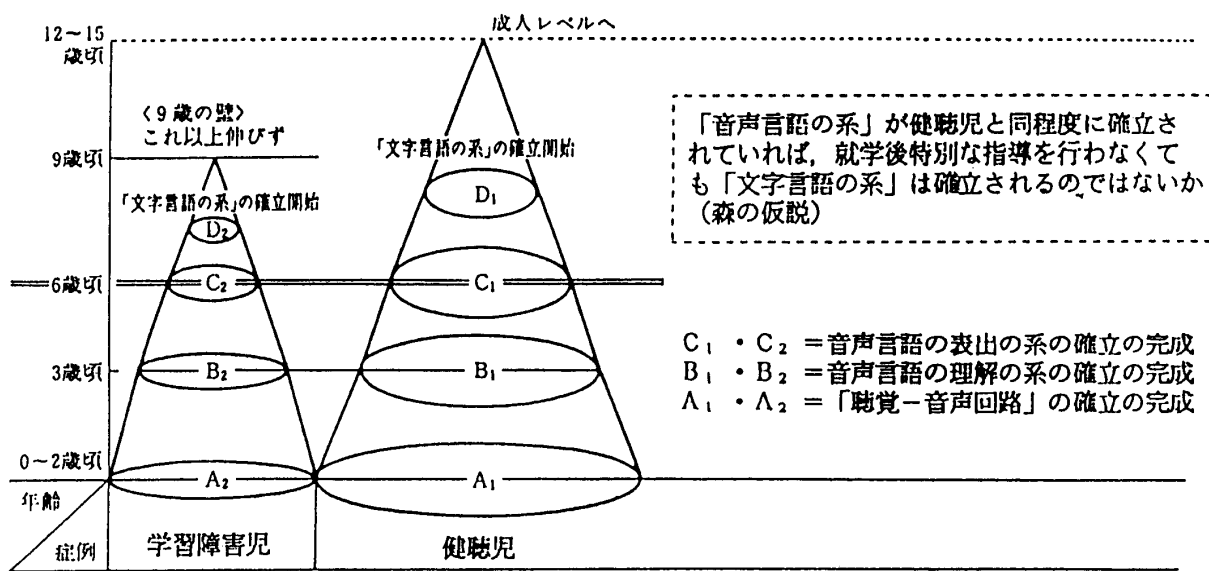 成人レベルへ
12～15
歳頃
〈9歳の壁〉
これ以上伸びず
9歳頃
「文字言語の系」の確立開始
「文字言語の系」の確立開始
「音声言語の系」が健聴児と同程度に確立さ
れていれば，就学後特別な指導を行わなくて
も「文字言語の系」は確立されるのではないか
（森の仮説）
D₁
D₂
6歳頃
C₂
C₁
C₁・C₂＝音声言語の表出の系の確立の完成
B₁・B₂＝音声言語の理解の系の確立の完成
A₁・A₂＝「聴覚－音声回路」の確立の完成
3歳頃
B₂
B₁
0～2歳頃
A₂
A₁
年齢
症例
学習障害児
健聴児